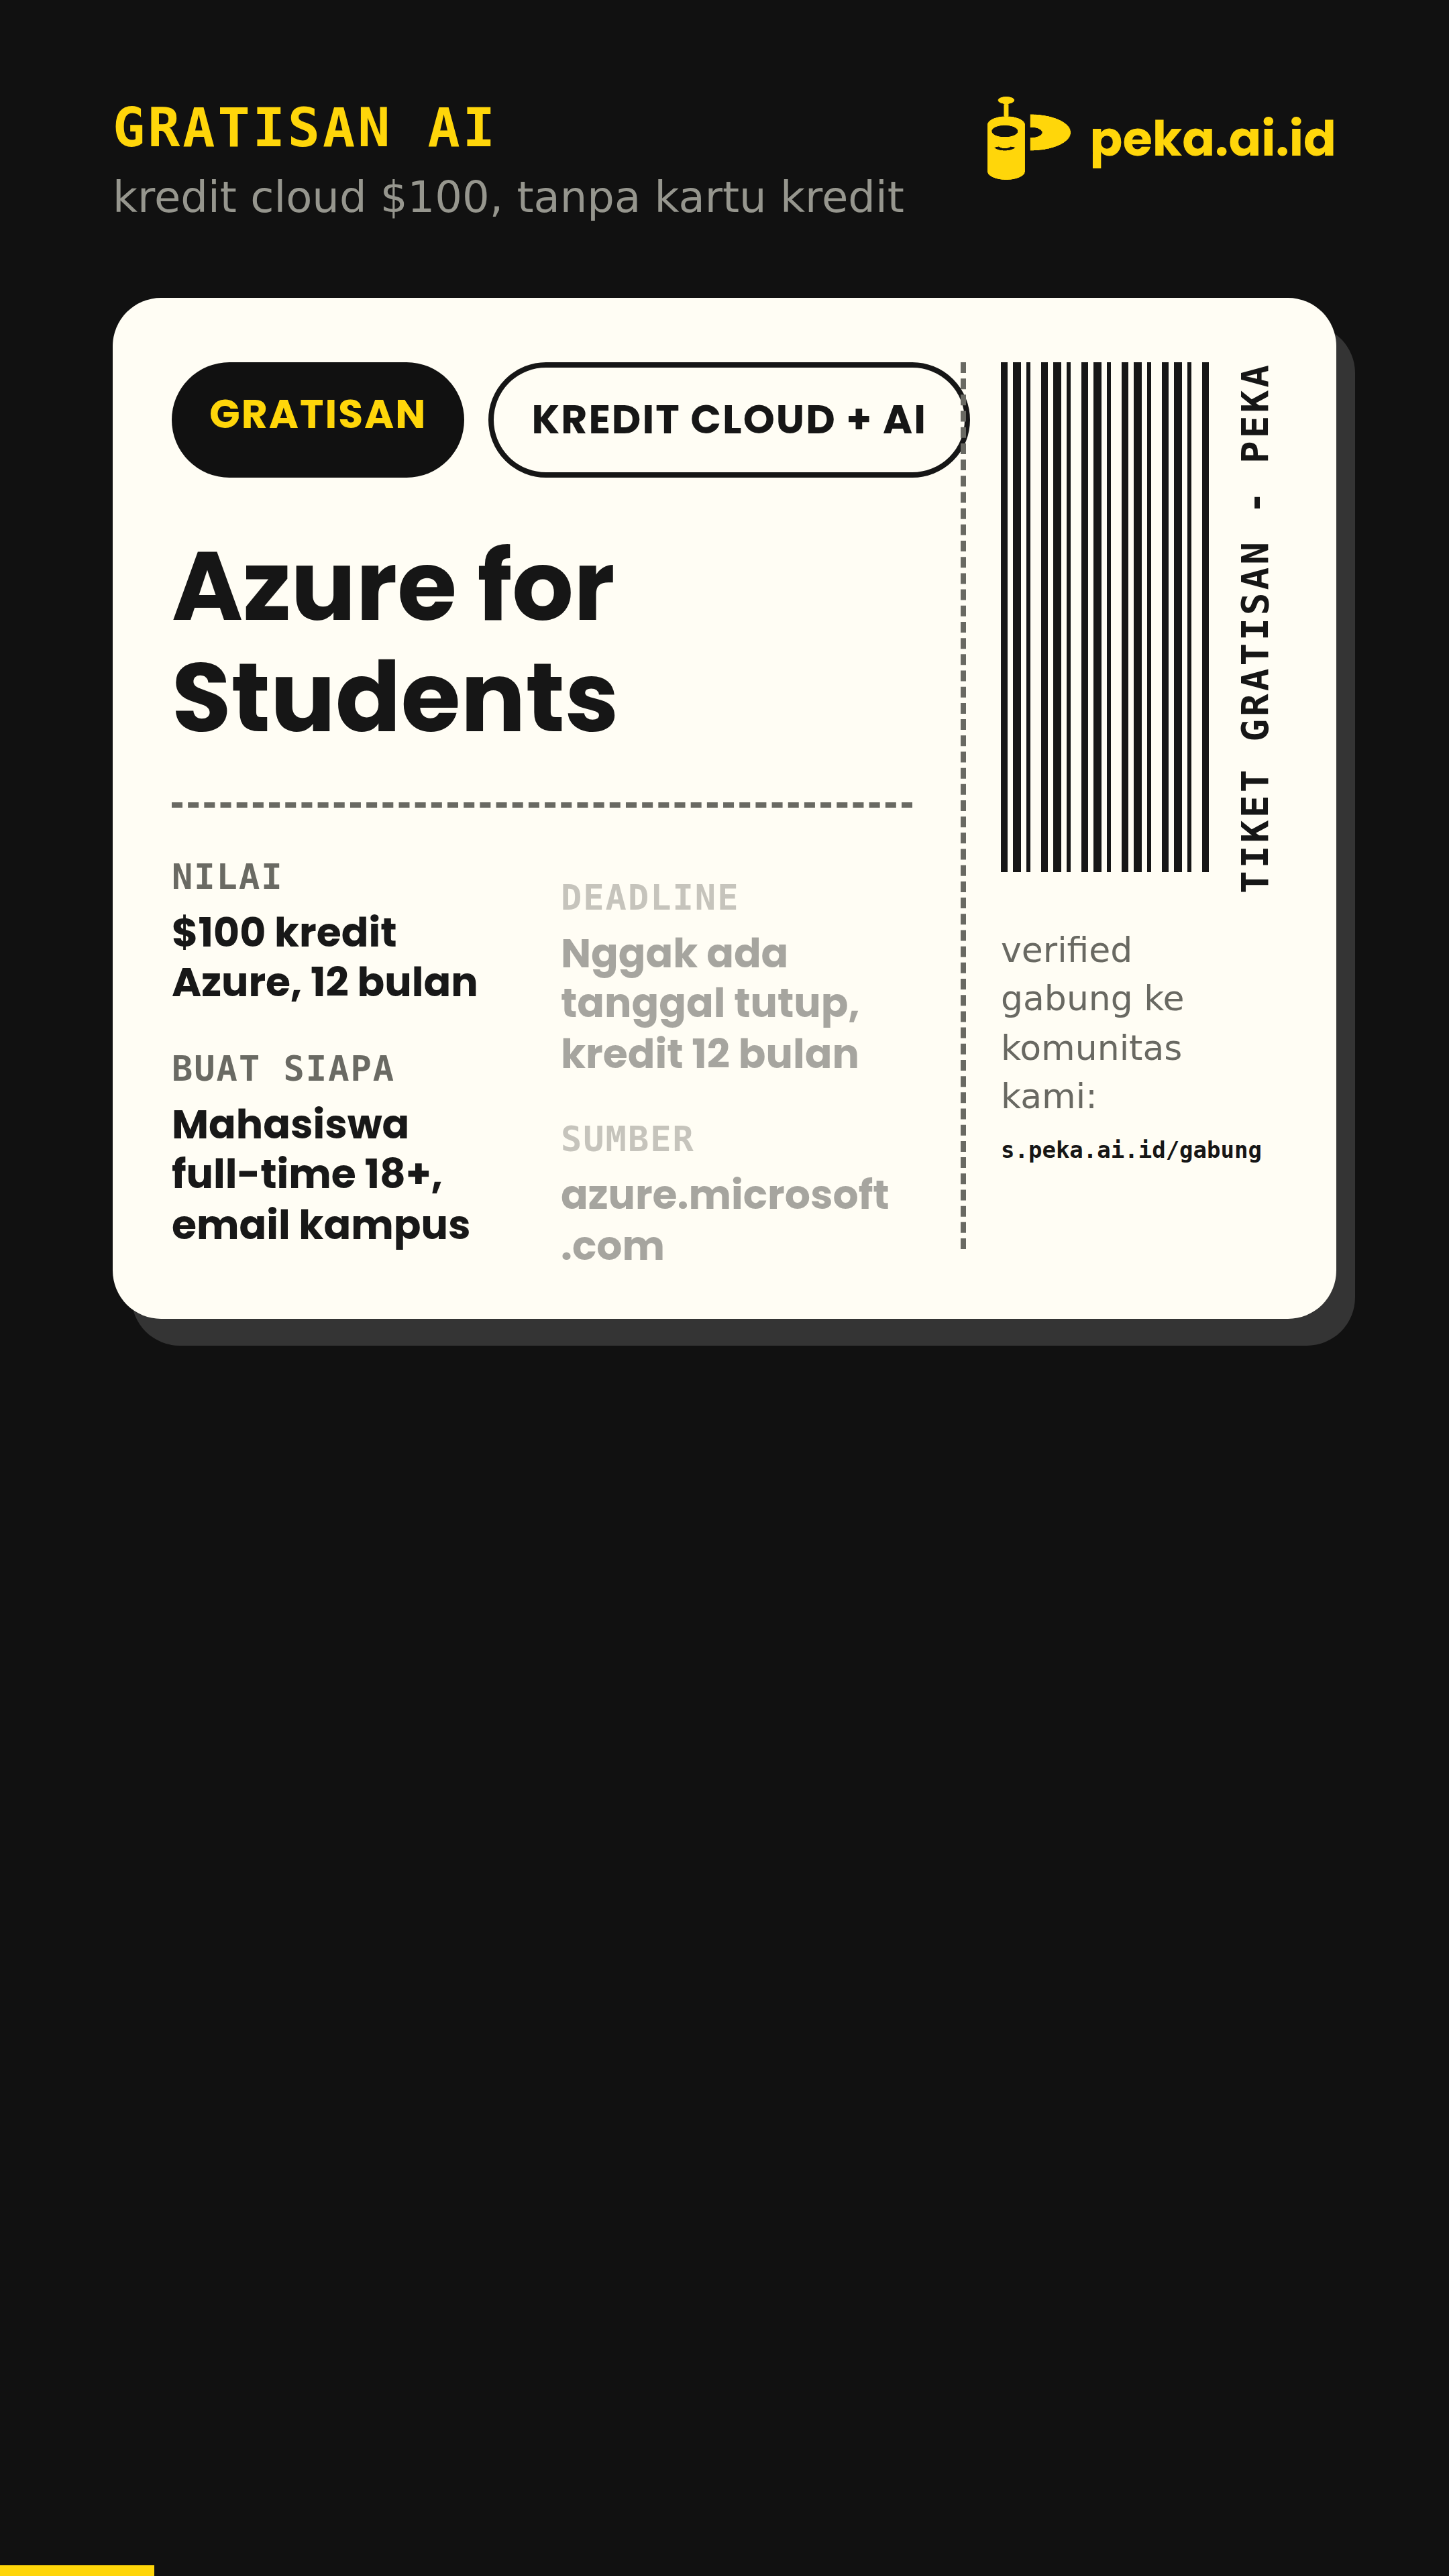 GRATISAN AI
kredit cloud $100, tanpa kartu kredit
peka.ai.id
GRATISAN
KREDIT CLOUD + AI
Azure for
Students
NILAI
$100 kredit
Azure, 12 bulan
BUAT SIAPA
Mahasiswa
full-time 18+,
email kampus
DEADLINE
Nggak ada
tanggal tutup,
kredit 12 bulan
SUMBER
azure.microsoft
.com
TIKET GRATISAN - PEKA
verified
gabung ke
komunitas
kami:
s.peka.ai.id/gabung